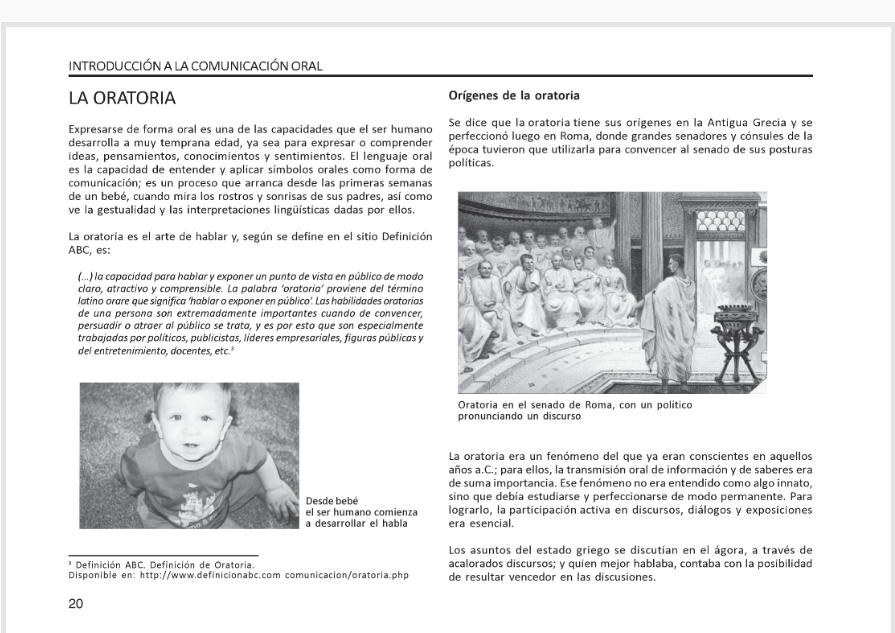 INTRODUCCIÓN A LA COMUNICACIÓN ORAL
LA ORATORIA
Expresarse de forma oral es una de las capacidades que el ser humano
desarrolla a muy temprana edad, ya sea para expresar o comprender
ideas, pensamientos, conocimientos y sentimientos. El lenguaje oral
es la capacidad de entender y aplicar símbolos orales como forma de
comunicación; es un proceso que arranca desde las primeras semanas
de un bebé, cuando mira los rostros y sonrisas de sus padres, así como
ve la gestualidad y las interpretaciones lingüísticas dadas por ellos.
La oratoria es el arte de hablar y, según se define en el sitio Definición
ABC, es:
(...) la capacidad para hablar y exponer un punto de vista en público de modo
claro, atractivo y comprensible. La palabra ‘oratoria’ proviene del término
latino orare que significa ‘hablar o exponer en público’. Las habilidades oratorias
de una persona son extremadamente importantes cuando de convencer,
persuadir o atraer al público se trata, y es por esto que son especialmente
trabajadas por políticos, publicistas, líderes empresariales, figuras públicas y
del entretenimiento, docentes, etc.³
Desde bebé
el ser humano comienza
a desarrollar el habla
³ Definición ABC. Definición de Oratoria.
Disponible en: http://www.definicionabc.com comunicacion/oratoria.php
20
Orígenes de la oratoria
Se dice que la oratoria tiene sus orígenes en la Antigua Grecia y se
perfeccionó luego en Roma, donde grandes senadores y cónsules de la
época tuvieron que utilizarla para convencer al senado de sus posturas
políticas.
Oratoria en el senado de Roma, con un político
pronunciando un discurso
La oratoria era un fenómeno del que ya eran conscientes en aquellos
años a.C.; para ellos, la transmisión oral de información y de saberes era
de suma importancia. Ese fenómeno no era entendido como algo innato,
sino que debía estudiarse y perfeccionarse de modo permanente. Para
lograrlo, la participación activa en discursos, diálogos y exposiciones
era esencial.
Los asuntos del estado griego se discutían en el ágora, a través de
acalorados discursos; y quien mejor hablaba, contaba con la posibilidad
de resultar vencedor en las discusiones.